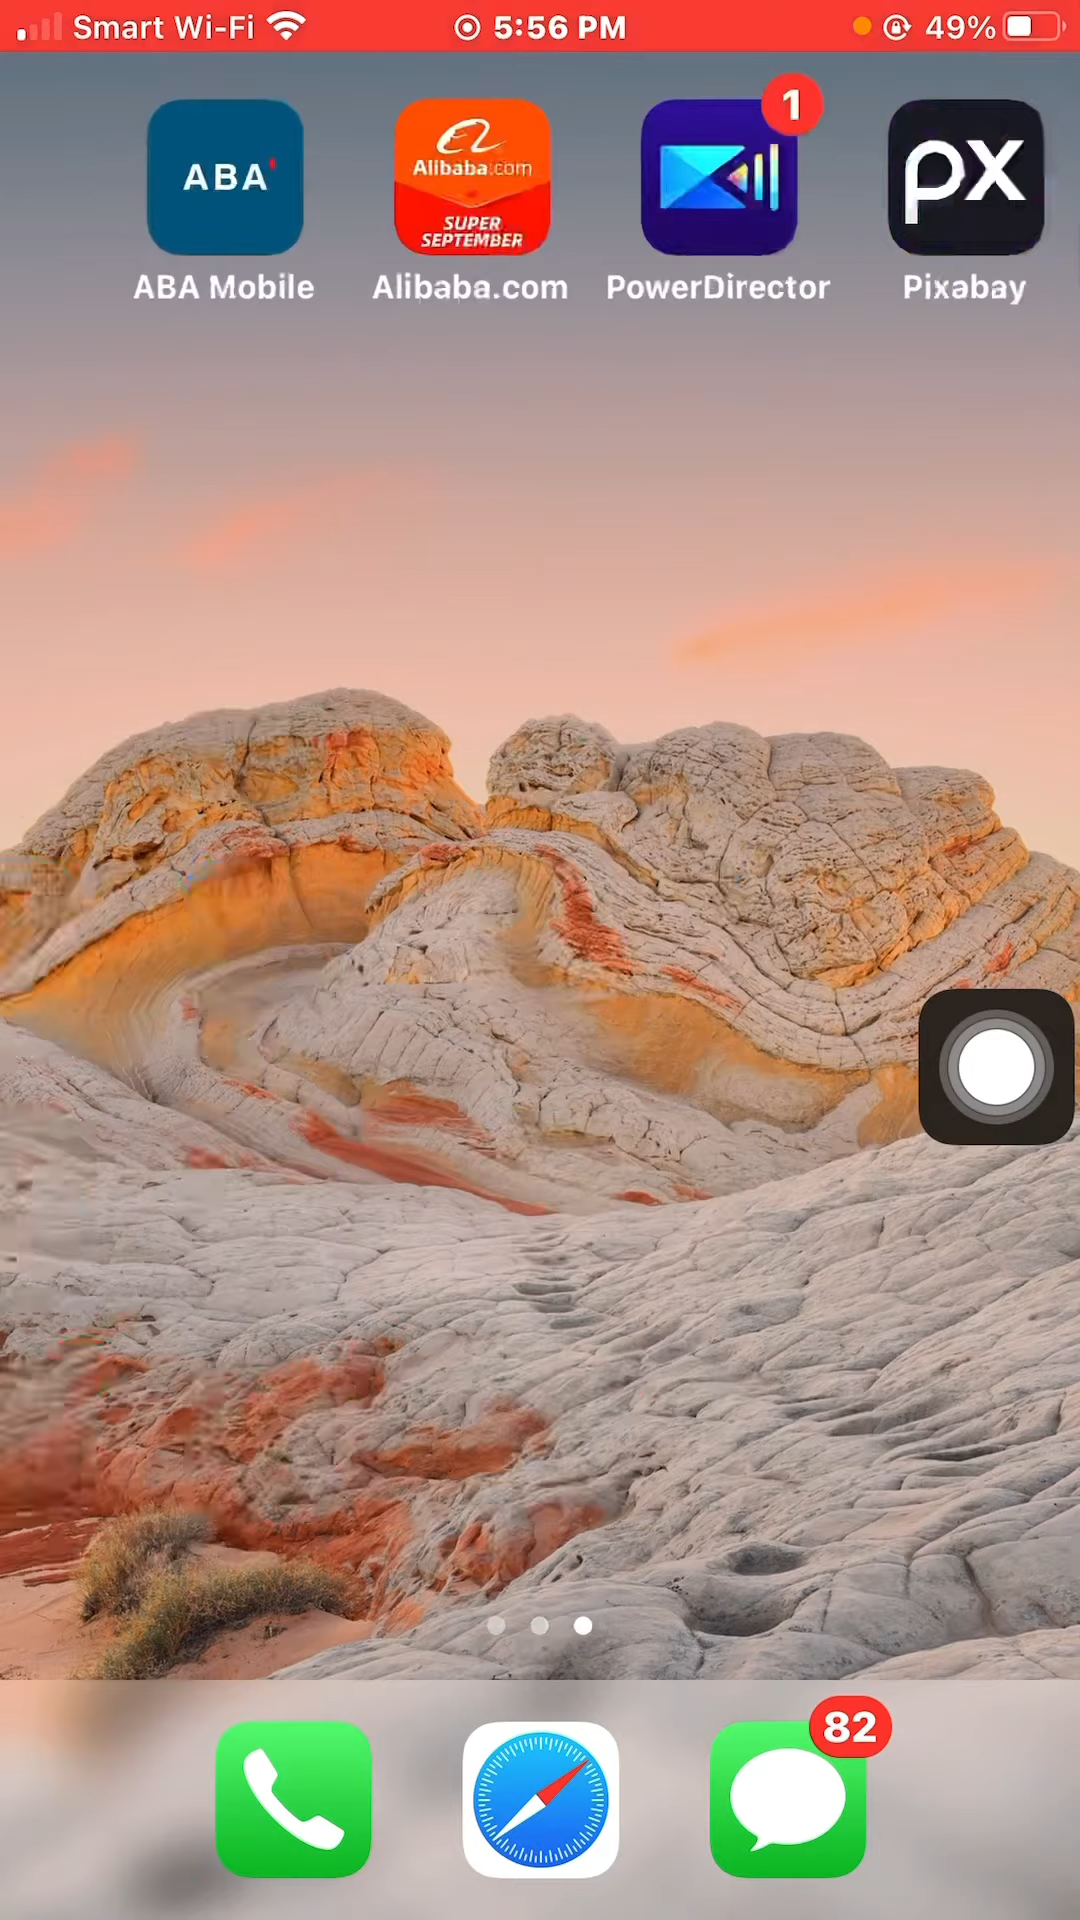 Smart Wi-Fi 5:56 PM 49%
1
ABA
Alibaba.com
SUPER
SEPTEMBER
px
ABA Mobile Alibaba.com PowerDirector Pixabay
82